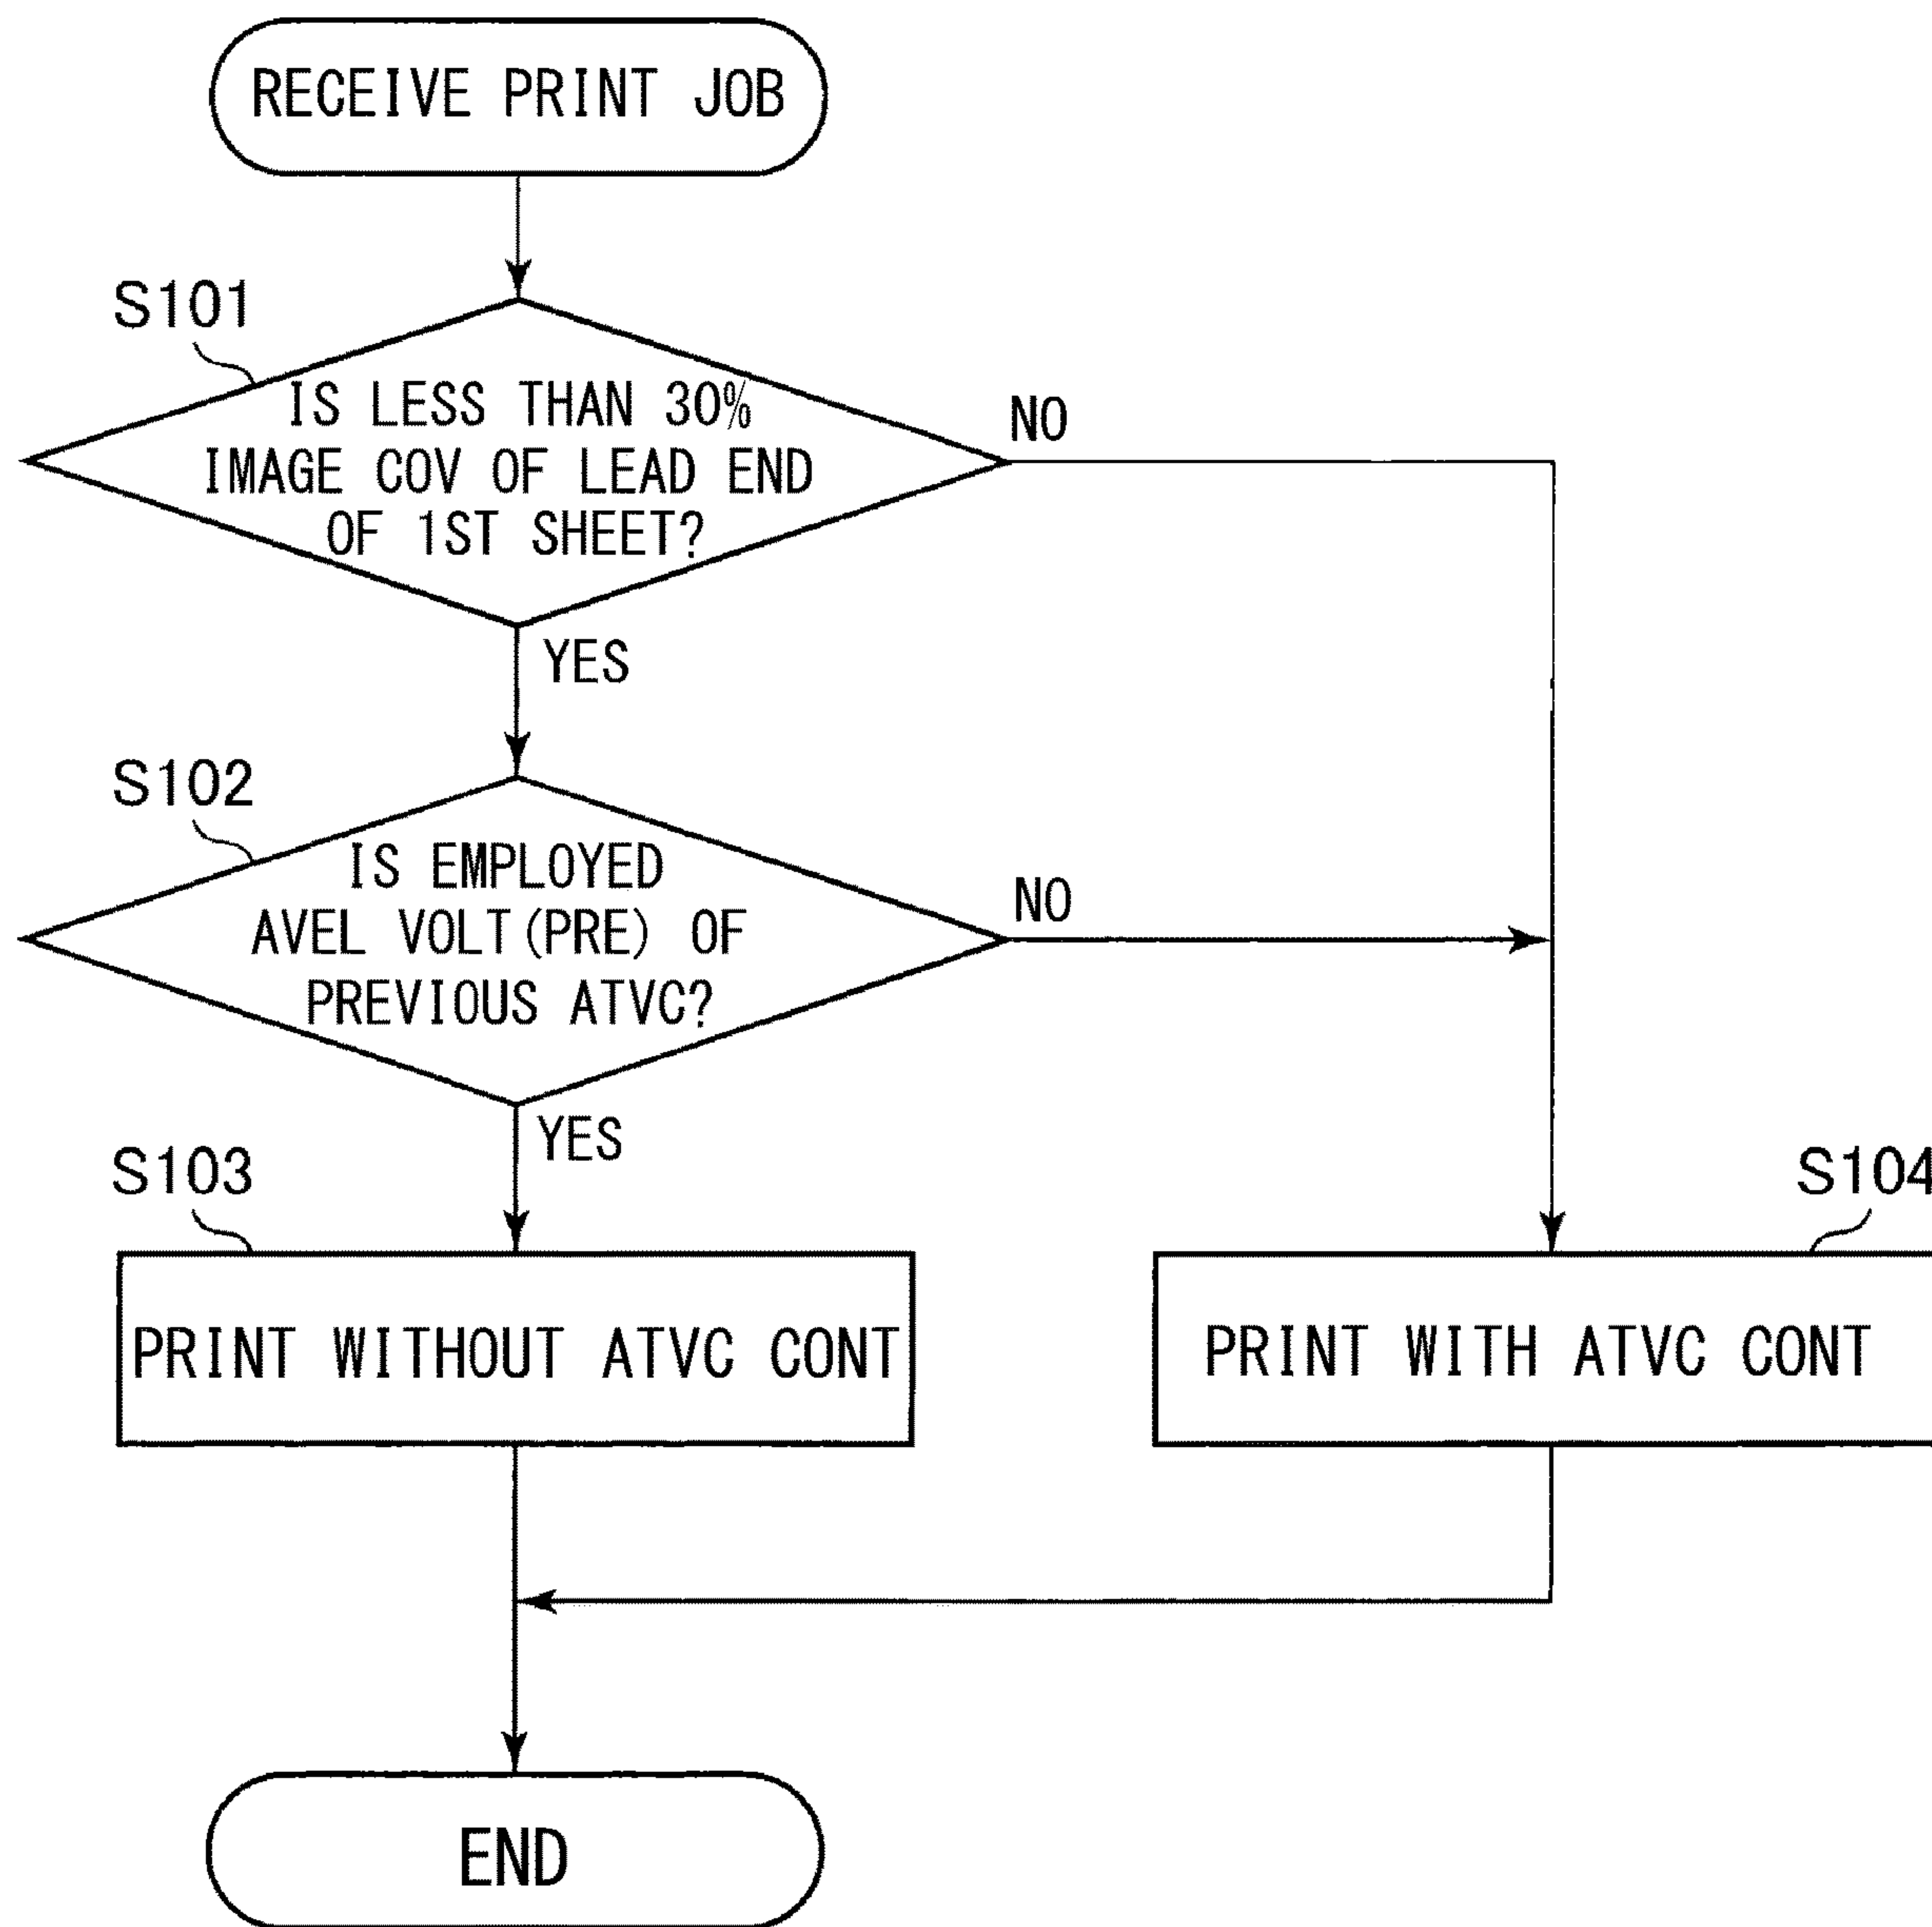 RECEIVE PRINT JOB
S101
IS LESS THAN 30%
IMAGE COV OF LEAD END
OF 1ST SHEET?
NO
YES
S102
IS EMPLOYED
AVEL VOLT(PRE) OF
PREVIOUS ATVC?
NO
YES
S103
S104
PRINT WITHOUT ATVC CONT
PRINT WITH ATVC CONT
END